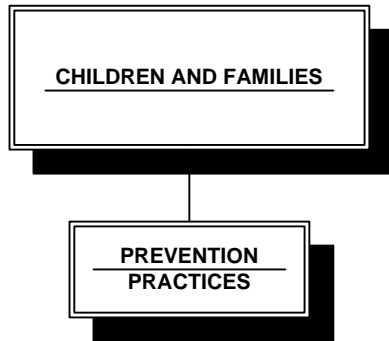 CHILDREN AND FAMILIES
PREVENTION
PRACTICES